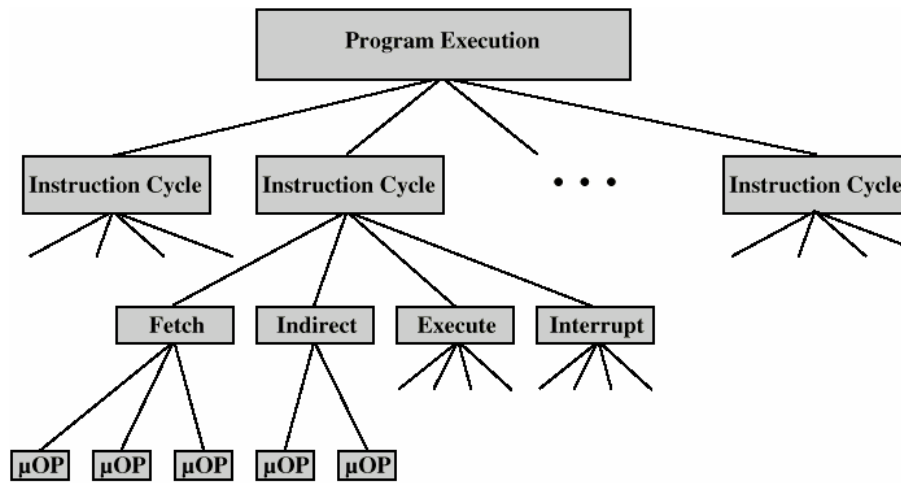 Program Execution
Instruction Cycle Instruction Cycle • • • Instruction Cycle
Fetch Indirect Execute Interrupt
μOP μOP μOP μOP μOP